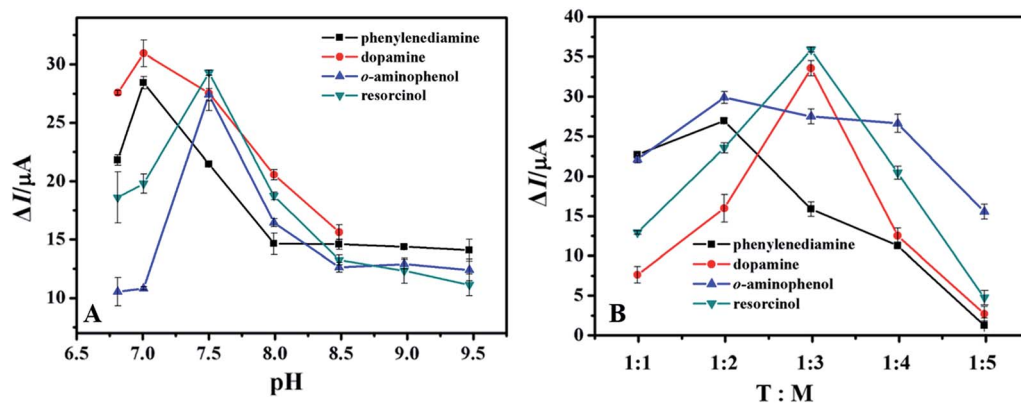 phenylenediamine
dopamine
o-aminophenol
resorcinol
ΔI/μA
30
25
20
15
10
A
6.5 7.0 7.5 8.0 8.5 9.0 9.5
pH
40
35
30
25
20
15
10
5
0
ΔI/μA
phenylenediamine
dopamine
o-aminophenol
resorcinol
B
1:1 1:2 1:3 1:4 1:5
T : M